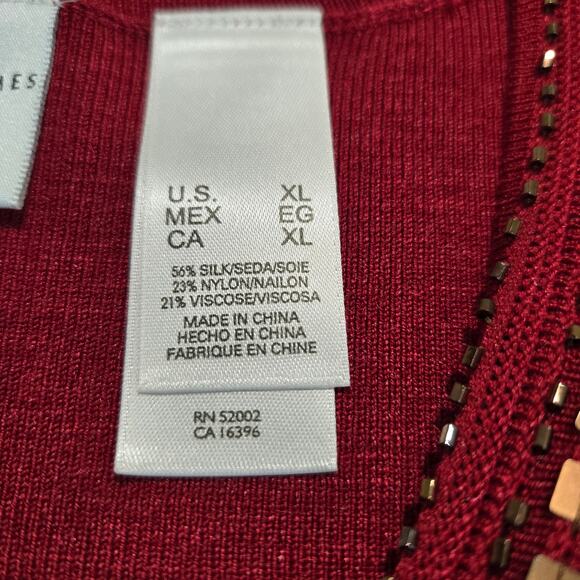 HES
U.S. XL
MEX EG
CA XL
56% SILK/SEDA/SOIE
23% NYLON/NAILON
21% VISCOSE/VISCOSA
MADE IN CHINA
HECHO EN CHINA
FABRIQUE EN CHINE
RN 52002
CA 16396